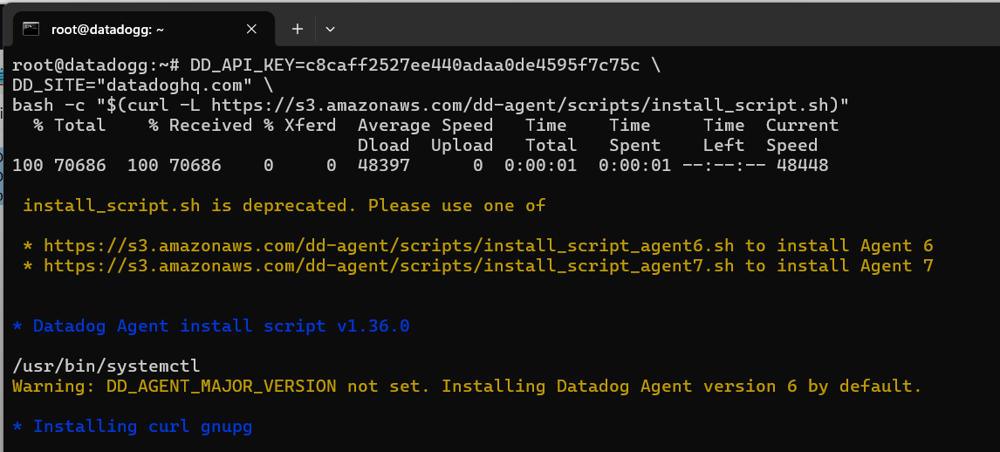 root@datadogg: ~
root@datadogg:~# DD_API_KEY=c8caff2527ee440adaa0de4595f7c75c \
DD_SITE="datadoghq.com" \
bash -c "$(curl -L https://s3.amazonaws.com/dd-agent/scripts/install_script.sh)"
% Total % Received % Xferd Average Speed Time Time Time Current
Dload Upload Total Spent Left Speed
100 70686 100 70686 0 0 48397 0 0:00:01 0:00:01 --:--:-- 48448
install_script.sh is deprecated. Please use one of
* https://s3.amazonaws.com/dd-agent/scripts/install_script_agent6.sh to install Agent 6
* https://s3.amazonaws.com/dd-agent/scripts/install_script_agent7.sh to install Agent 7
* Datadog Agent install script v1.36.0
/usr/bin/systemctl
Warning: DD_AGENT_MAJOR_VERSION not set. Installing Datadog Agent version 6 by default.
* Installing curl gnupg